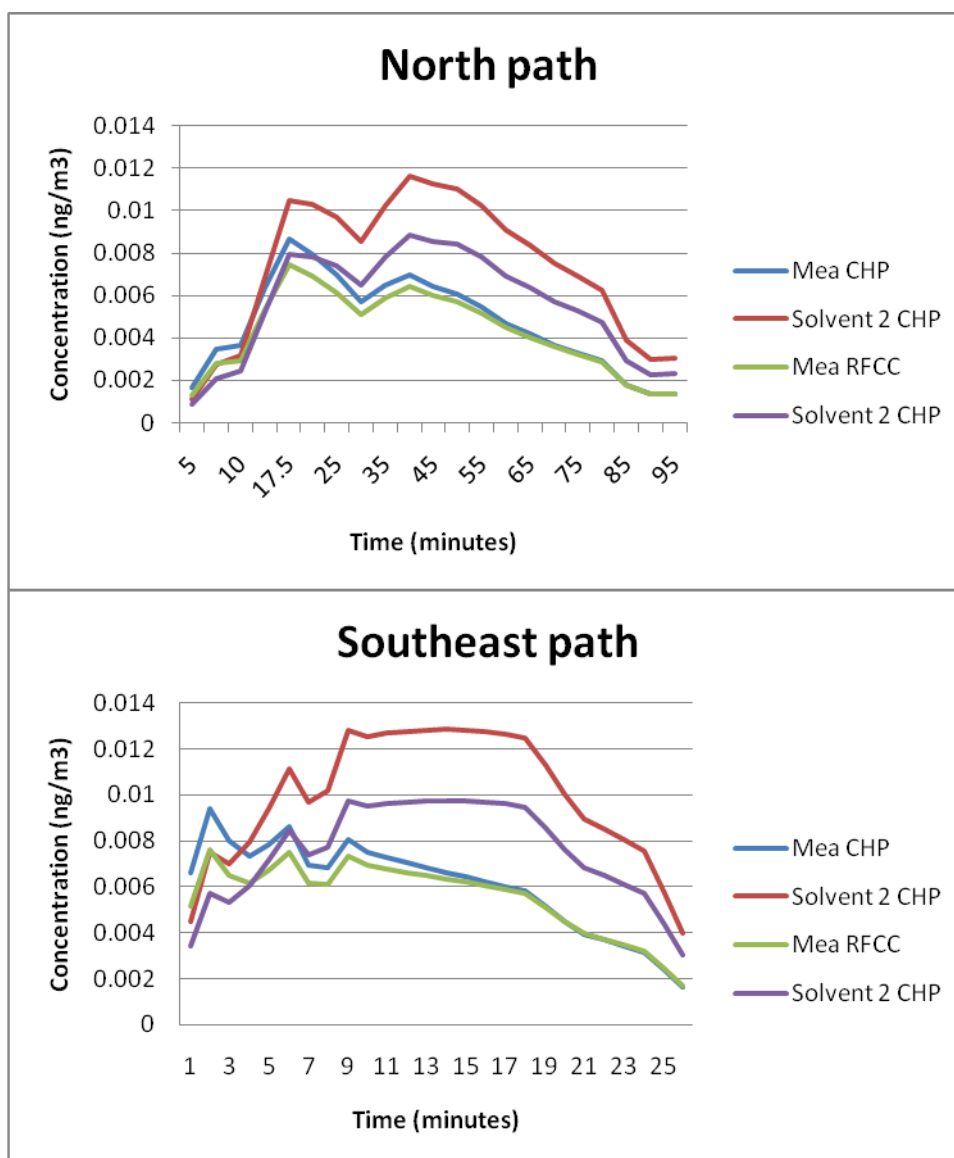 North path
Concentration (ng/m3)
0.014
0.012
0.01
0.008
0.006
0.004
0.002
0
5
10
17.5
25
35
45
55
65
75
85
95
Time (minutes)
Mea CHP
Solvent 2 CHP
Mea RFCC
Solvent 2 CHP
Southeast path
Concentration (ng/m3)
0.014
0.012
0.01
0.008
0.006
0.004
0.002
0
1 3 5 7 9 11 13 15 17 19 21 23 25
Time (minutes)
Mea CHP
Solvent 2 CHP
Mea RFCC
Solvent 2 CHP